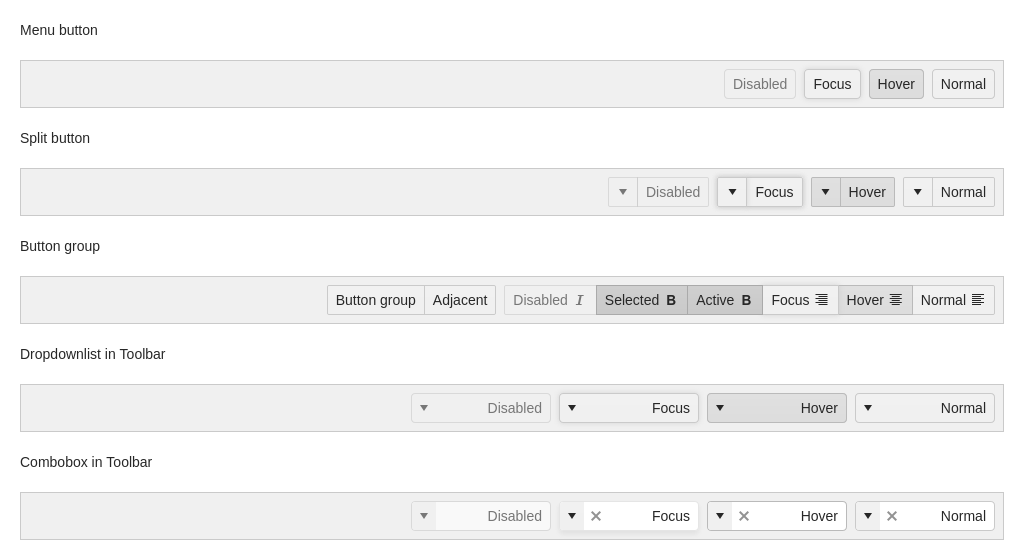 Menu button
Disabled Focus Hover Normal
Split button
Disabled Focus Hover Normal
Button group
Button group Adjacent Disabled Selected Active Focus Hover Normal
Dropdownlist in Toolbar
Disabled Focus Hover Normal
Combobox in Toolbar
Disabled Focus Hover Normal